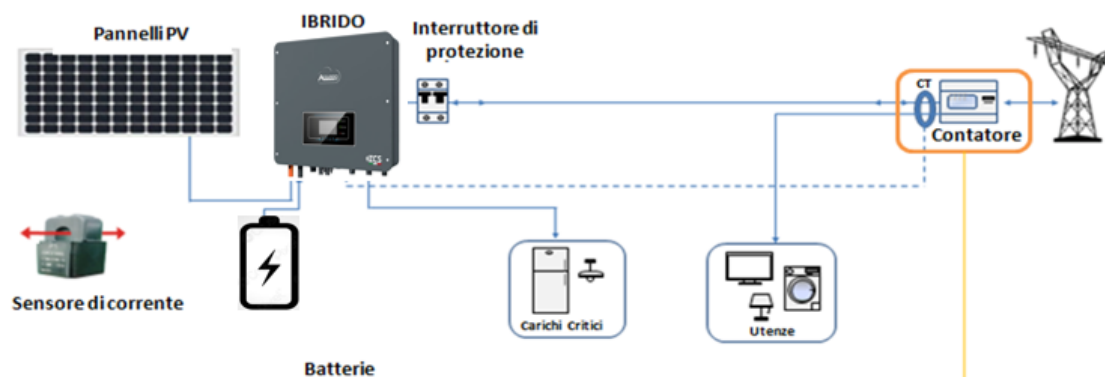 Pannelli PV
IBRIDO
Interruttore di
protezione
CT
Contatore
Sensore di corrente
Carichi Critici
Utenze
Batterie